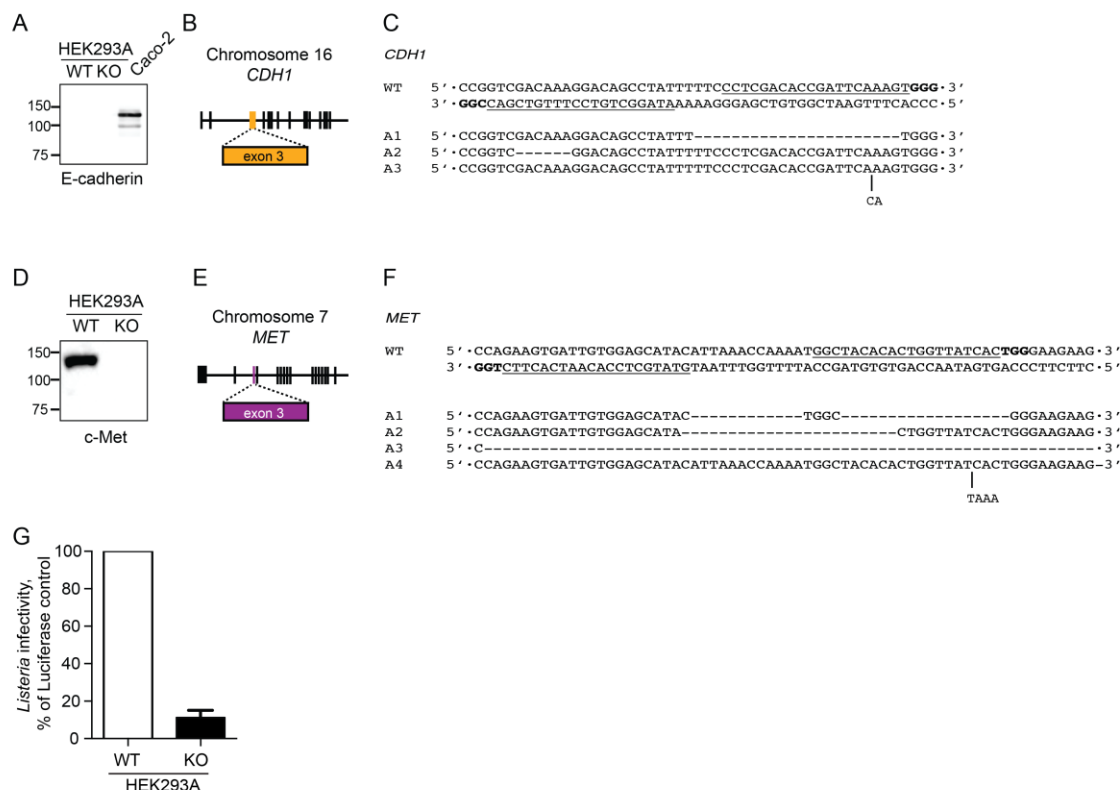 A
HEK293A
WT KO
Caco-2
150
100
75
E-cadherin
B
Chromosome 16
CDH1
exon 3
C
CDH1
WT 5′·CCGGTCGACAAAGGACAGCCTATTTTTCCCTCGACACCGATTCAAAGTGGG·3′
3′·GGCCAGCTGTTTCCTGTCGGATAAAAAGGGAGCTGTGGCTAAGTTTCACCC·5′
A1 5′·CCGGTCGACAAAGGACAGCCTATTT----------------------TGGG·3′
A2 5′·CCGGTC------GGACAGCCTATTTTTCCCTCGACACCGATTCAAAGTGGG·3′
A3 5′·CCGGTCGACAAAGGACAGCCTATTTTTCCCTCGACACCGATTCAAAGTGGG·3′
CA
D
HEK293A
WT KO
150
100
75
c-Met
E
Chromosome 7
MET
exon 3
F
MET
WT 5′·CCAGAAGTGATTGTGGAGCATACATTAAACCAAAATGGCTACACACTGGTTATCACTGGGAAGAAG·3′
3′·GGTCTTCACTAACACCTCGTATGTAATTTGGTTTTACCGATGTGTGACCAATAGTGACCCTTCTTC·5′
A1 5′·CCAGAAGTGATTGTGGAGCATAC------------TGGC------------------GGGAAGAAG·3′
A2 5′·CCAGAAGTGATTGTGGAGCATA-----------------------CTGGTTATCACTGGGAAGAAG·3′
A3 5′·C-----------------------------------------------------------------·3′
A4 5′·CCAGAAGTGATTGTGGAGCATACATTAAACCAAAATGGCTACACACTGGTTATCACTGGGAAGAAG-3′
TAAA
G
Listeria infectivity,
% of Luciferase control
100
80
60
40
20
0
WT KO
HEK293A